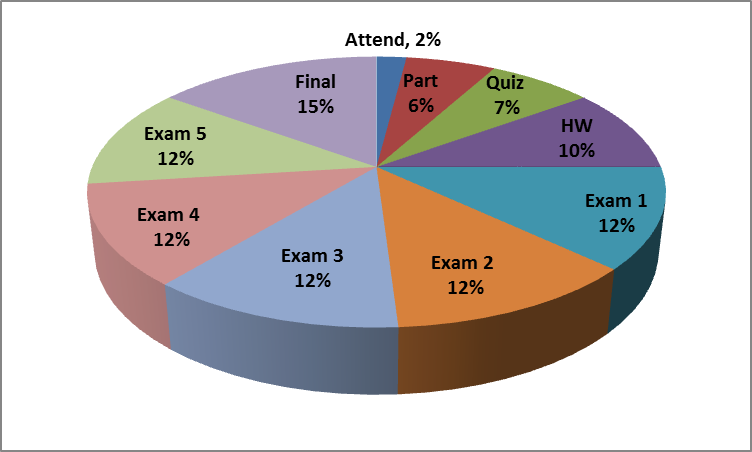 Attend, 2%
Part
6%
Quiz
7%
HW
10%
Exam 1
12%
Exam 2
12%
Exam 3
12%
Exam 4
12%
Exam 5
12%
Final
15%